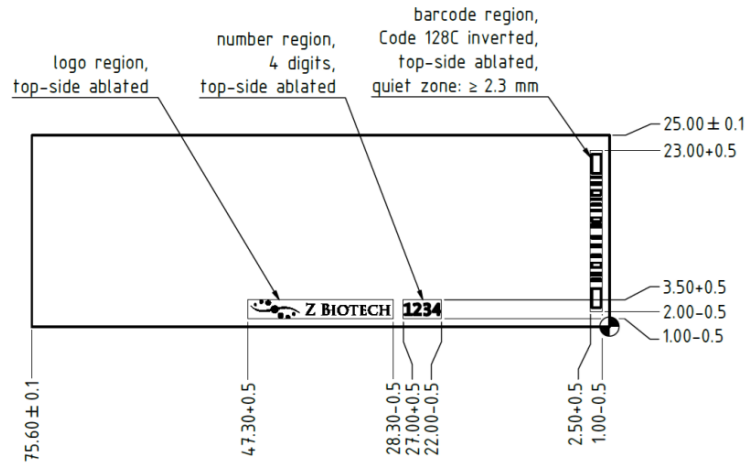 logo region,
top-side ablated
number region,
4 digits,
top-side ablated
barcode region,
Code 128C inverted,
top-side ablated,
quiet zone: ≥ 2.3 mm
25.00 ± 0.1
23.00+0.5
3.50+0.5
2.00-0.5
1.00-0.5
Z BIOTECH
1234
75.60 ± 0.1
47.30+0.5
28.30-0.5
27.00+0.5
22.00-0.5
2.50+0.5
1.00-0.5